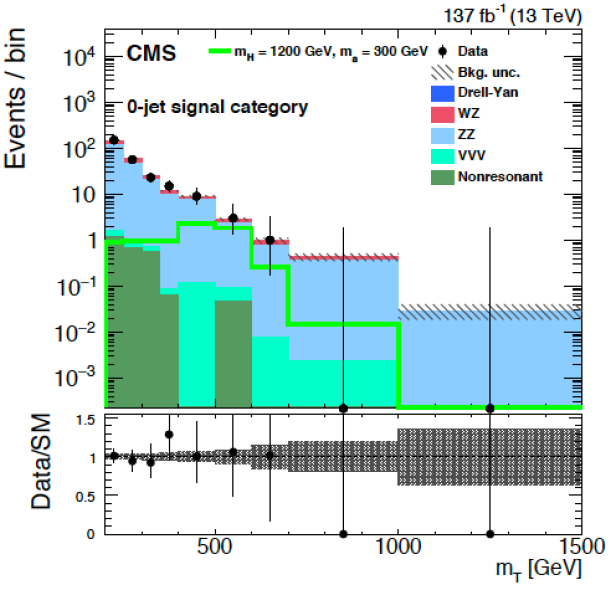 137 fb⁻¹ (13 TeV)
CMS
m_H = 1200 GeV, m_a = 300 GeV
Data
Bkg. unc.
0-jet signal category
Drell-Yan
WZ
ZZ
VVV
Nonresonant
Events / bin
10⁴
10³
10²
10
1
10⁻¹
10⁻²
10⁻³
Data/SM
1.5
1
0.5
0
500
1000
1500
m_T [GeV]